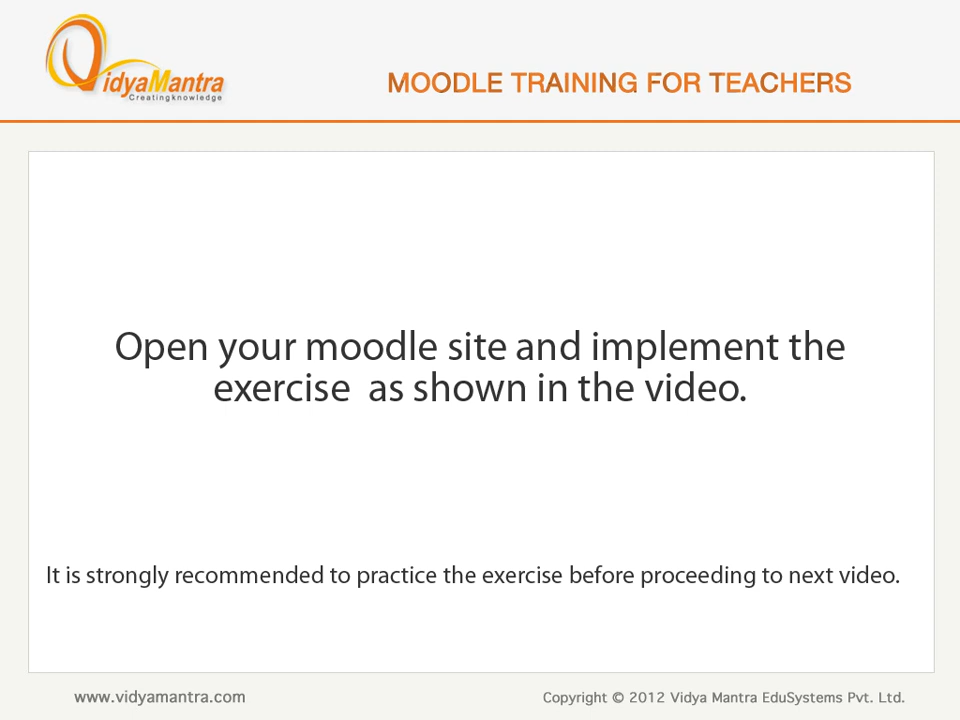 VidyaMantra
Creating knowledge
MOODLE TRAINING FOR TEACHERS
Open your moodle site and implement the
exercise  as shown in the video.
It is strongly recommended to practice the exercise before proceeding to next video.
www.vidyamantra.com
Copyright © 2012 Vidya Mantra EduSystems Pvt. Ltd.